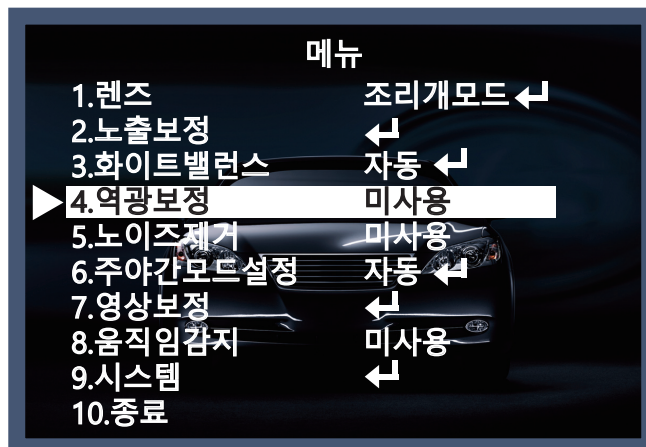 메뉴
1.렌즈 조리개모드 ↵
2.노출보정 ↵
3.화이트밸런스 자동 ↵
4.역광보정 미사용
5.노이즈제거 미사용
6.주야간모드설정 자동 ↵
7.영상보정 ↵
8.움직임감지 미사용
9.시스템 ↵
10.종료